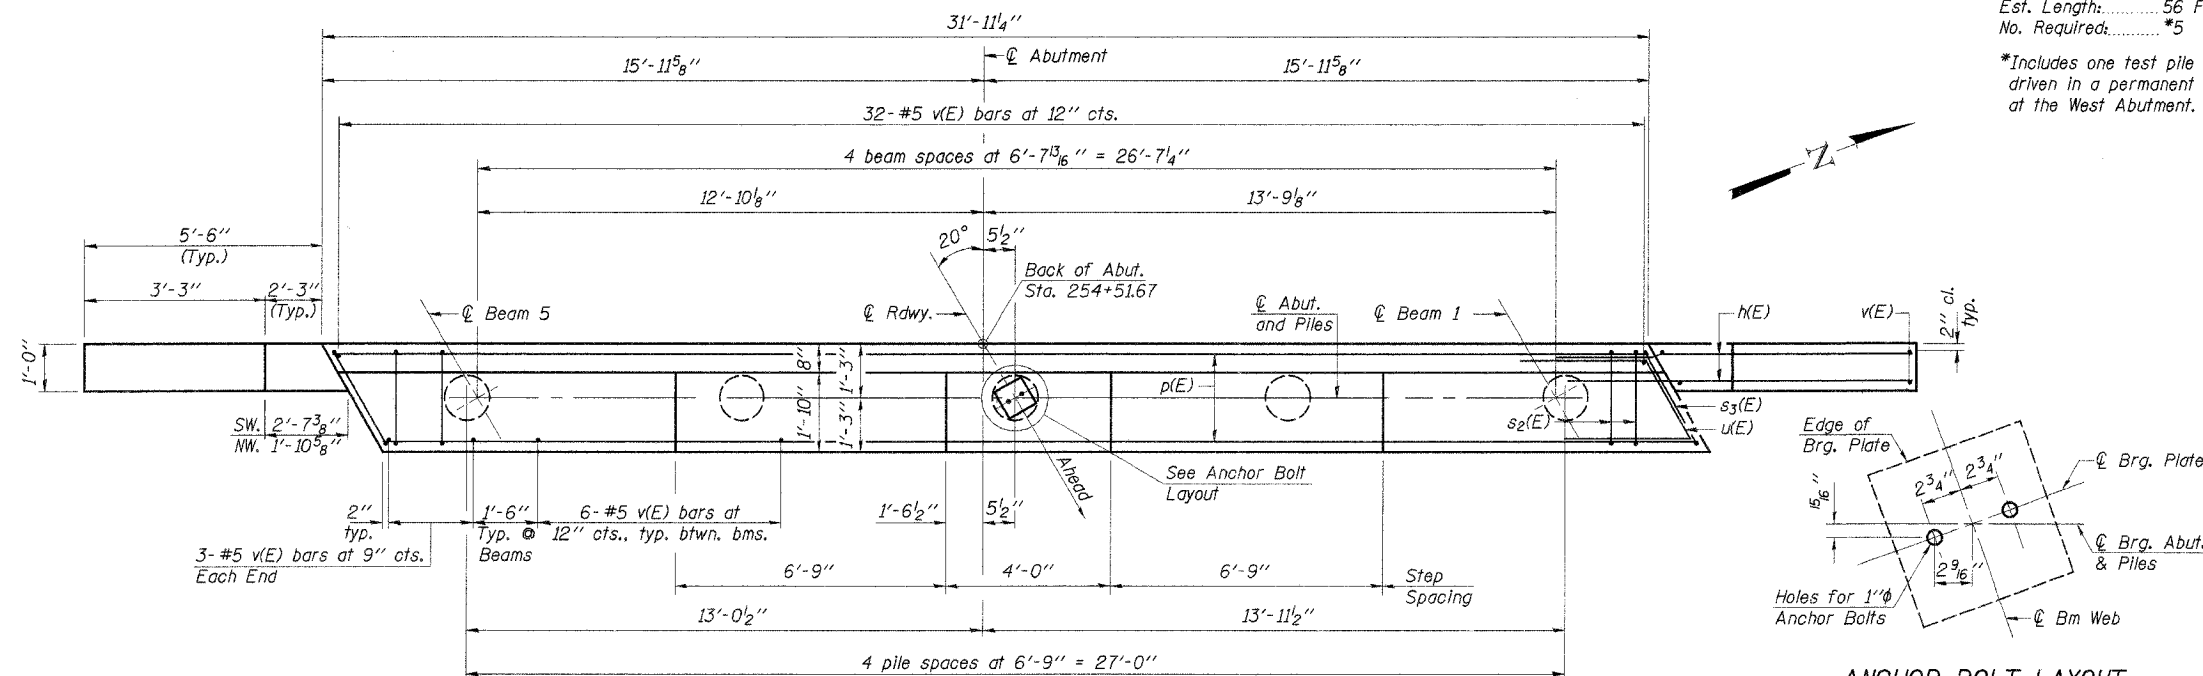 Est. Length:.......... 56 F
No. Required:......... *5
*Includes one test pile
driven in a permanent
at the West Abutment.
31'-11¼"
℄ Abutment
15'-11⅝"
15'-11⅝"
32-#5 v(E) bars at 12" cts.
4 beam spaces at 6'-7¹³⁄₁₆" = 26'-7¼"
N
12'-10⅛"
13'-9⅛"
5'-6"
(Typ.)
20°
5½"
Back of Abut.
Sta. 254+51.67
3'-3"
2'-3"
(Typ.)
℄ Beam 5
℄ Rdwy.
℄ Abut.
and Piles
℄ Beam 1
h(E)
v(E)
2" cl.
typ.
1'-0"
8"
1'-3"
1'-10"
1'-3"
p(E)
s₂(E)
s₃(E)
u(E)
SW. 2'-7⅜"
NW. 1'-10⅝"
Ahead
See Anchor Bolt
Layout
Edge of
Brg. Plate
2¾"
2¾"
℄ Brg. Plate
¹⁵⁄₁₆"
2"
typ.
1'-6"
Typ. @
Beams
6-#5 v(E) bars at
12" cts., typ. btwn. bms.
1'-6½"
5½"
3-#5 v(E) bars at 9" cts.
Each End
℄ Brg. Abut.
& Piles
2⁹⁄₁₆"
6'-9"
4'-0"
6'-9"
Step
Spacing
Holes for 1"ϕ
Anchor Bolts
℄ Bm Web
13'-0½"
13'-11½"
4 pile spaces at 6'-9" = 27'-0"
ANCHOR BOLT LAYOUT